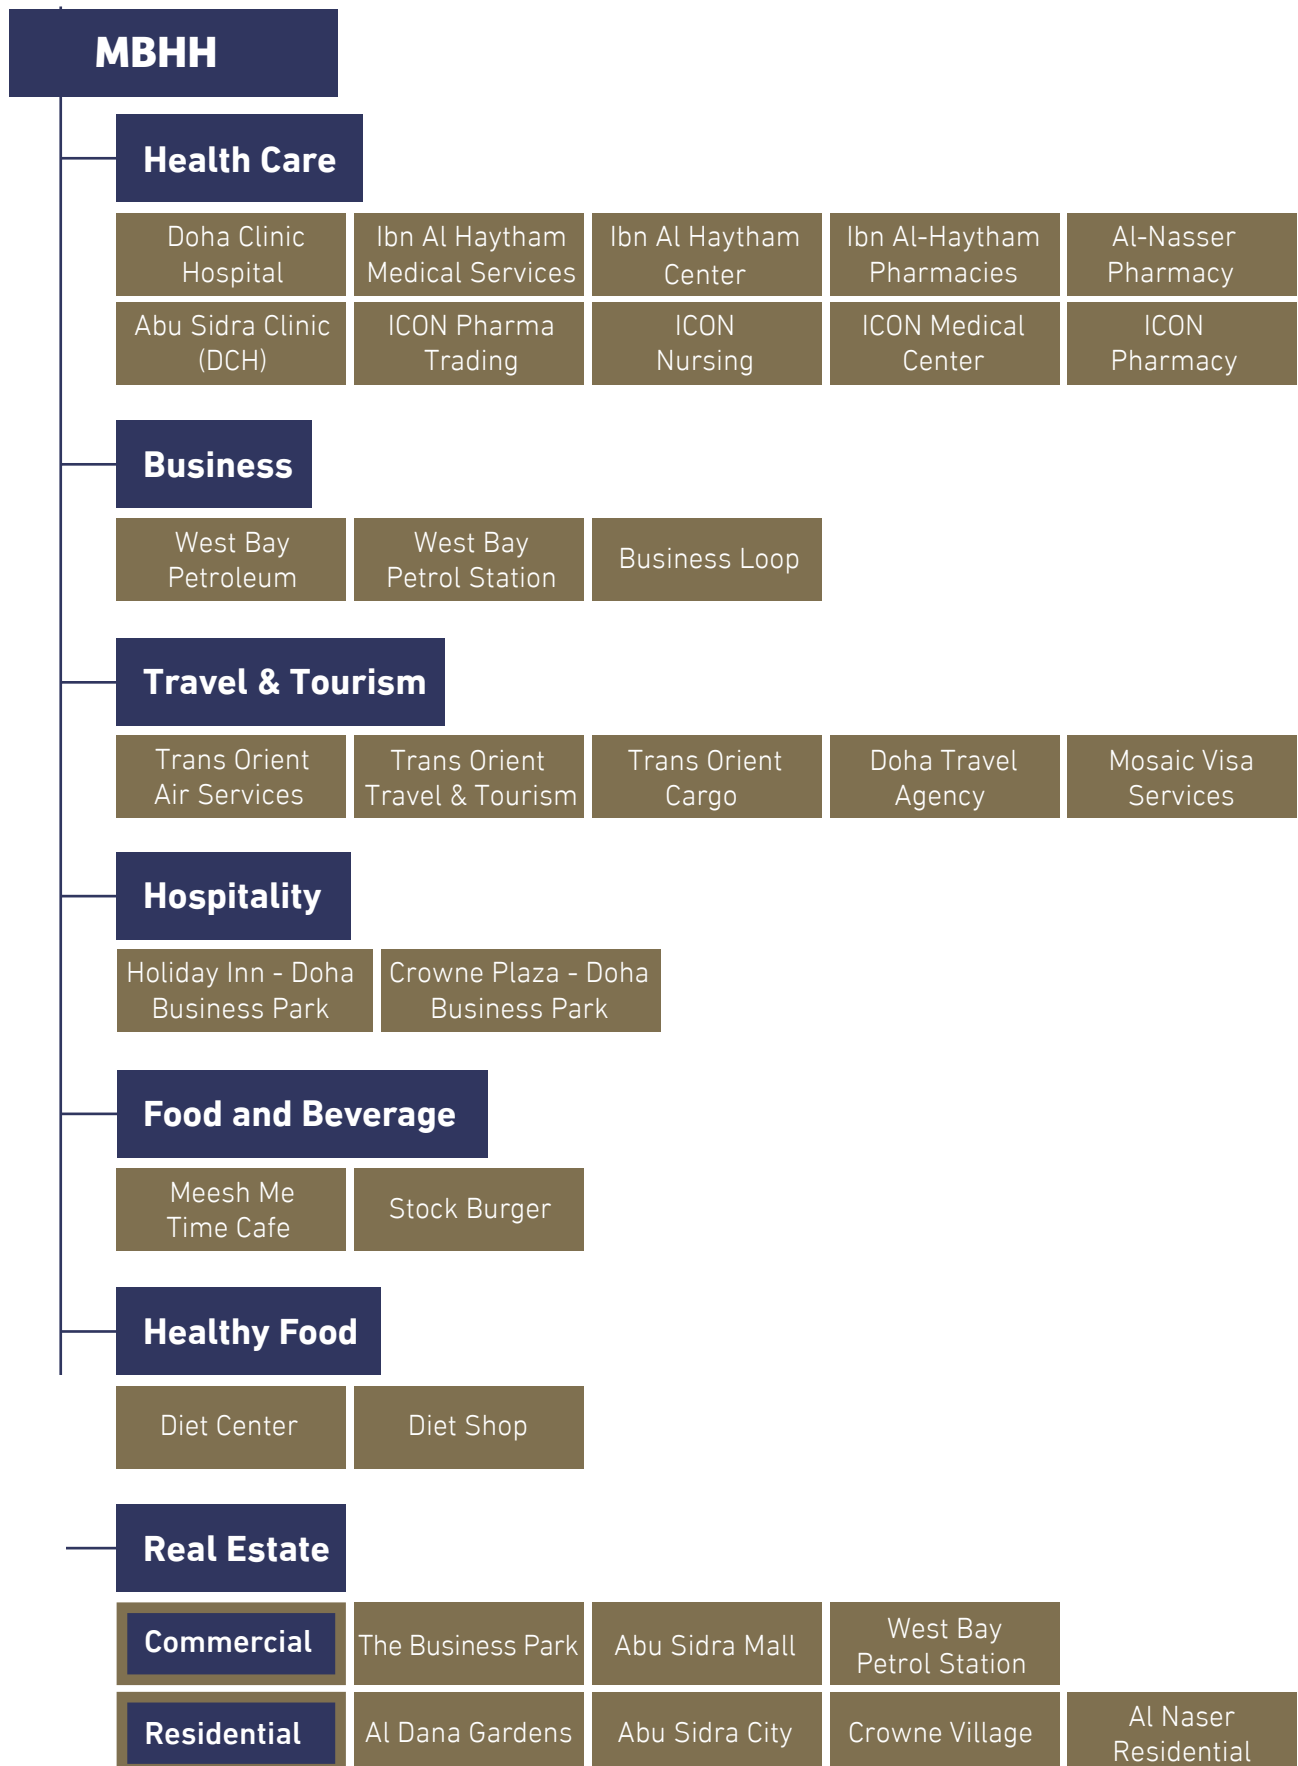 MBHH
Health Care
Doha Clinic
Hospital
Ibn Al Haytham
Medical Services
Ibn Al Haytham
Center
Ibn Al-Haytham
Pharmacies
Al-Nasser
Pharmacy
Abu Sidra Clinic
(DCH)
ICON Pharma
Trading
ICON
Nursing
ICON Medical
Center
ICON
Pharmacy
Business
West Bay
Petroleum
West Bay
Petrol Station
Business Loop
Travel & Tourism
Trans Orient
Air Services
Trans Orient
Travel & Tourism
Trans Orient
Cargo
Doha Travel
Agency
Mosaic Visa
Services
Hospitality
Holiday Inn - Doha
Business Park
Crowne Plaza - Doha
Business Park
Food and Beverage
Meesh Me
Time Cafe
Stock Burger
Healthy Food
Diet Center
Diet Shop
Real Estate
Commercial
The Business Park
Abu Sidra Mall
West Bay
Petrol Station
Residential
Al Dana Gardens
Abu Sidra City
Crowne Village
Al Naser
Residential